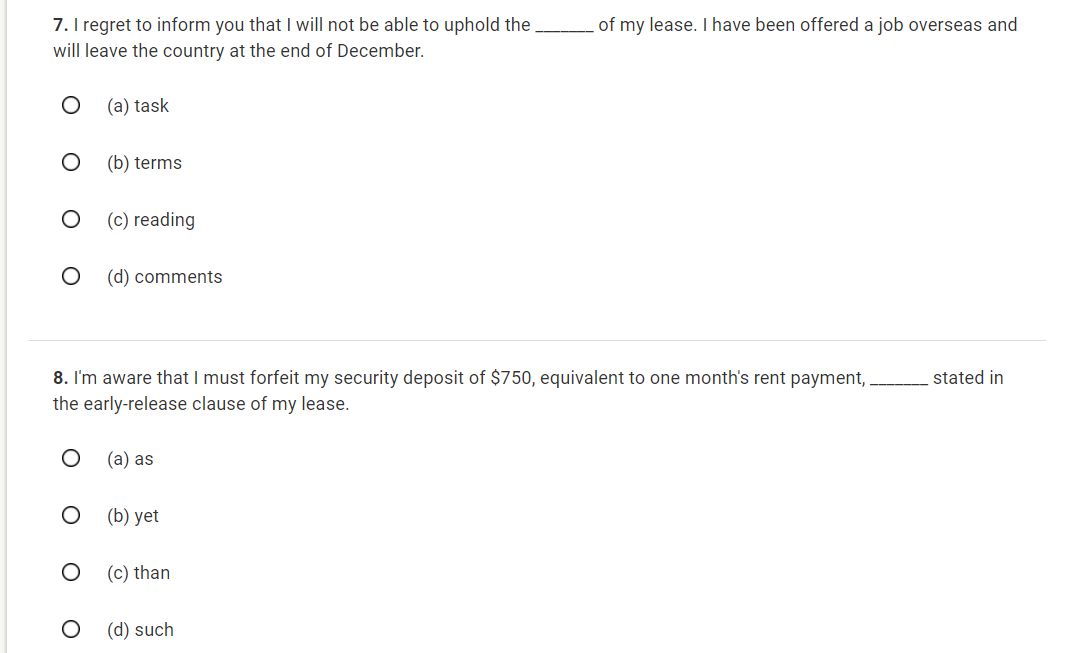 7. I regret to inform you that I will not be able to uphold the _______ of my lease. I have been offered a job overseas and
will leave the country at the end of December.
(a) task
(b) terms
(c) reading
(d) comments
8. I'm aware that I must forfeit my security deposit of $750, equivalent to one month's rent payment, _______ stated in
the early-release clause of my lease.
(a) as
(b) yet
(c) than
(d) such